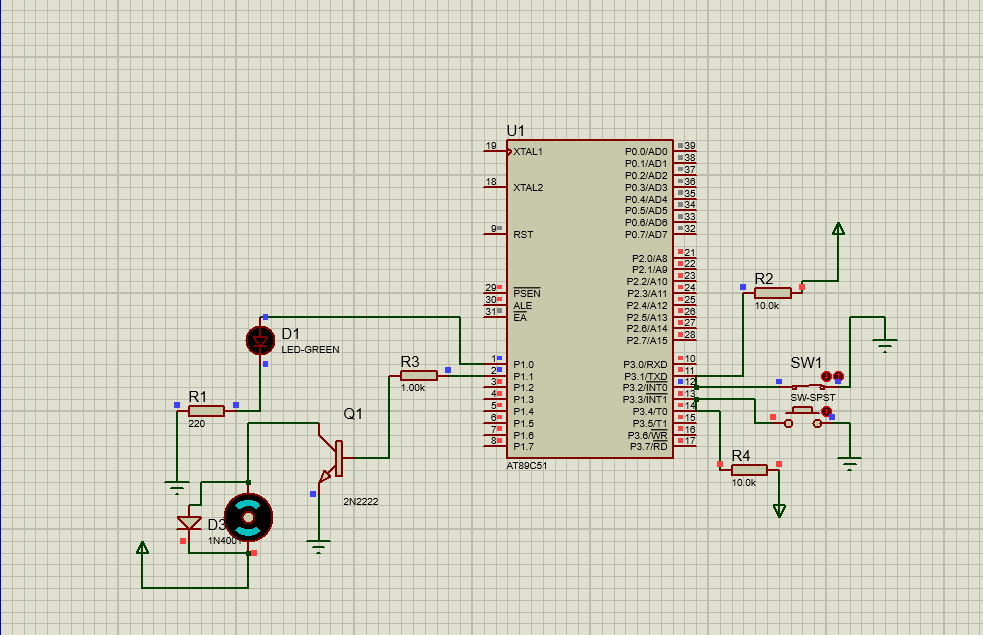 U1
19 XTAL1 P0.0/AD0 39
P0.1/AD1 38
P0.2/AD2 37
18 XTAL2 P0.3/AD3 36
P0.4/AD4 35
P0.5/AD5 34
P0.6/AD6 33
9 RST P0.7/AD7 32
P2.0/A8 21
P2.1/A9 22
P2.2/A10 23
29 PSEN P2.3/A11 24
30 ALE P2.4/A12 25
31 EA P2.5/A13 26
P2.6/A14 27
P2.7/A15 28
1 P1.0 P3.0/RXD 10
2 P1.1 P3.1/TXD 11
3 P1.2 P3.2/INT0 12
4 P1.3 P3.3/INT1 13
5 P1.4 P3.4/T0 14
6 P1.5 P3.5/T1 15
7 P1.6 P3.6/WR 16
8 P1.7 P3.7/RD 17
AT89C51
R2
10.0k
D1
LED-GREEN
R3
1.00k
SW1
SW-SPST
R1
220
Q1
2N2222
R4
10.0k
D3
1N4001